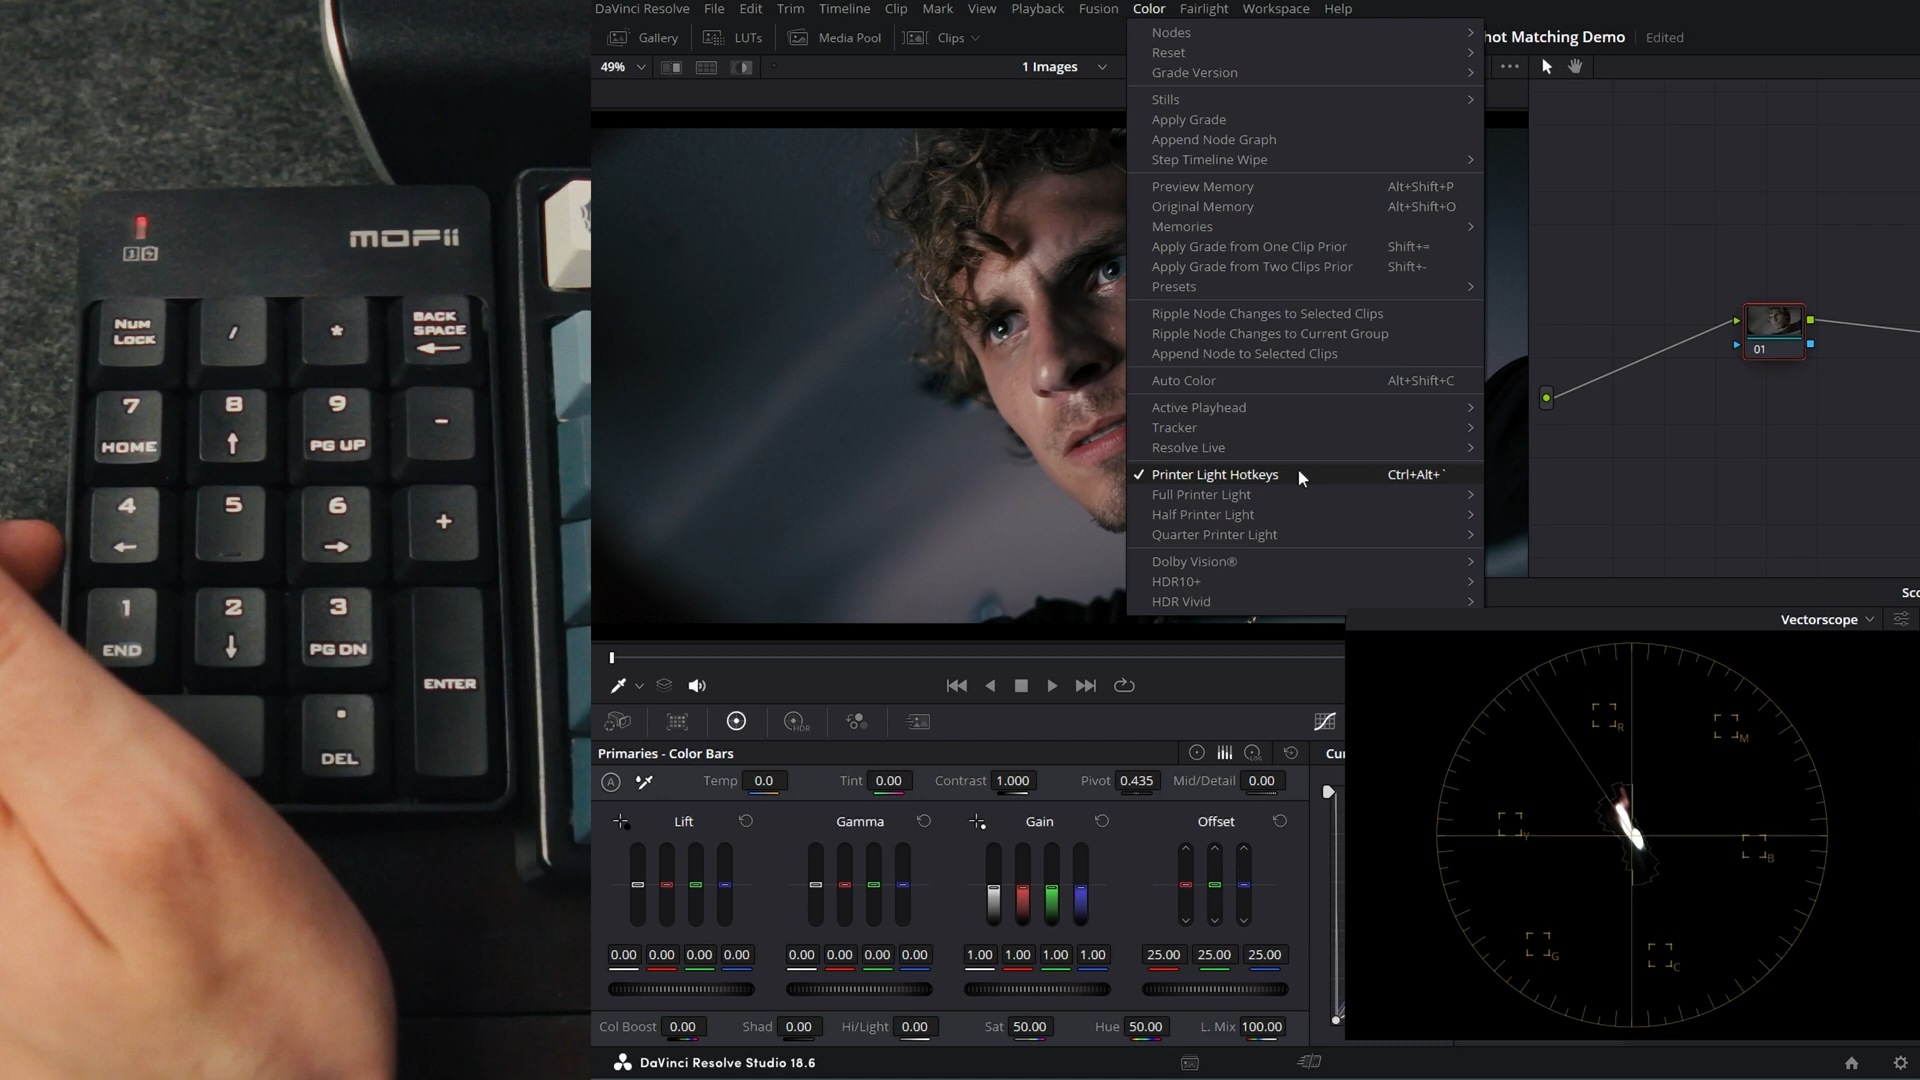 MOFii
NUM LOCK
/
*
BACK SPACE
7 HOME
8
9 PG UP
-
4
5
6
+
1 END
2
3 PG DN
ENTER
.
DEL
DaVinci Resolve File Edit Trim Timeline Clip Mark View Playback Fusion Color Fairlight Workspace Help
Gallery LUTs Media Pool Clips
hot Matching Demo Edited
49% 1 Images
Nodes
Reset
Grade Version
Stills
Apply Grade
Append Node Graph
Step Timeline Wipe
Preview Memory Alt+Shift+P
Original Memory Alt+Shift+O
Memories
Apply Grade from One Clip Prior Shift+=
Apply Grade from Two Clips Prior Shift+-
Presets
Ripple Node Changes to Selected Clips
Ripple Node Changes to Current Group
Append Node to Selected Clips
Auto Color Alt+Shift+C
Active Playhead
Tracker
Resolve Live
Printer Light Hotkeys Ctrl+Alt+`
Full Printer Light
Half Printer Light
Quarter Printer Light
Dolby Vision®
HDR10+
HDR Vivid
01
Sco
Vectorscope
R
M
Y
B
G
C
HDR
Primaries - Color Bars
LOG
Cu
A Temp 0.0 Tint 0.00 Contrast 1.000 Pivot 0.435 Mid/Detail 0.00
Lift Gamma Gain Offset
0.00 0.00 0.00 0.00 0.00 0.00 0.00 0.00 1.00 1.00 1.00 1.00 25.00 25.00 25.00
Col Boost 0.00 Shad 0.00 Hi/Light 0.00 Sat 50.00 Hue 50.00 L. Mix 100.00
DaVinci Resolve Studio 18.6